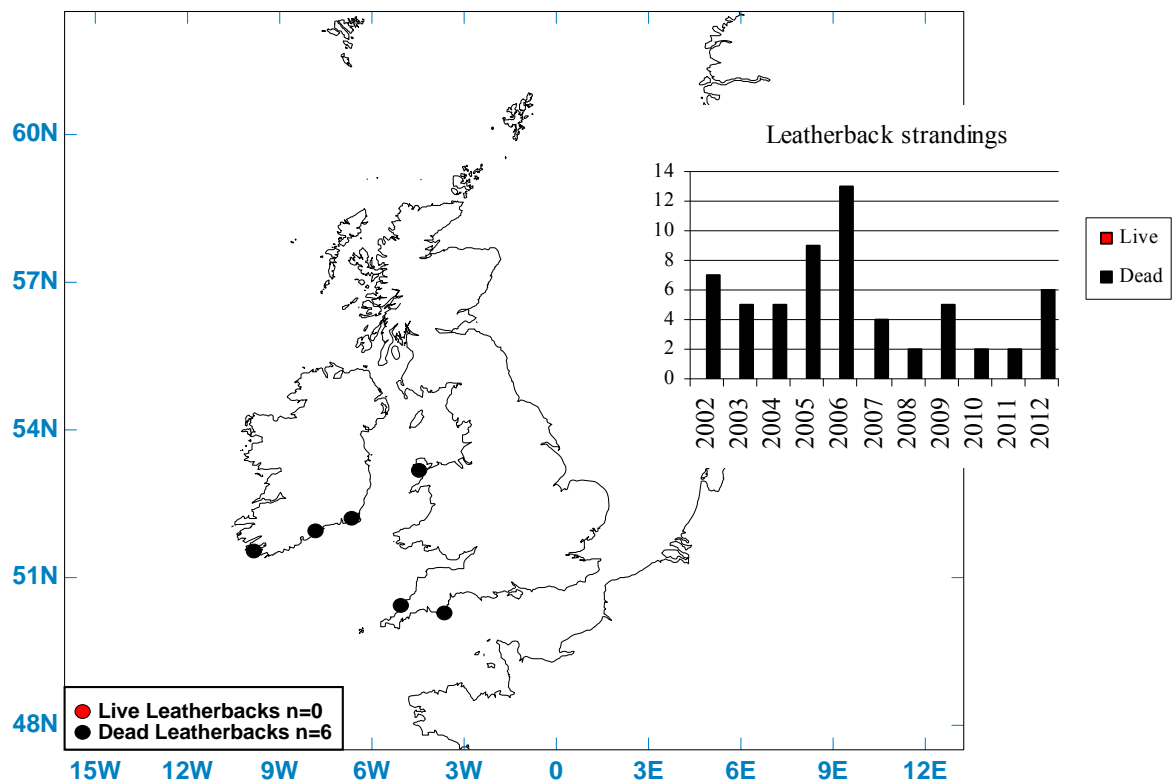 60N
57N
54N
51N
48N
15W 12W 9W 6W 3W 0 3E 6E 9E 12E
Leatherback strandings
14
12
10
8
6
4
2
0
2002 2003 2004 2005 2006 2007 2008 2009 2010 2011 2012
Live
Dead
Live Leatherbacks n=0
Dead Leatherbacks n=6